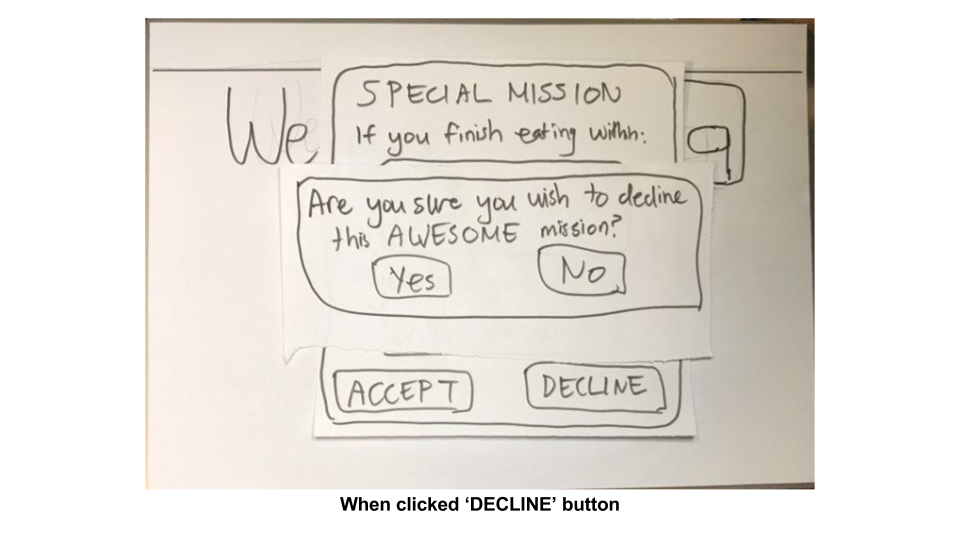 We
SPECIAL MISSION
If you finish eating within:
Are you sure you wish to decline
this AWESOME mission?
Yes
No
ACCEPT
DECLINE
When clicked ‘DECLINE’ button